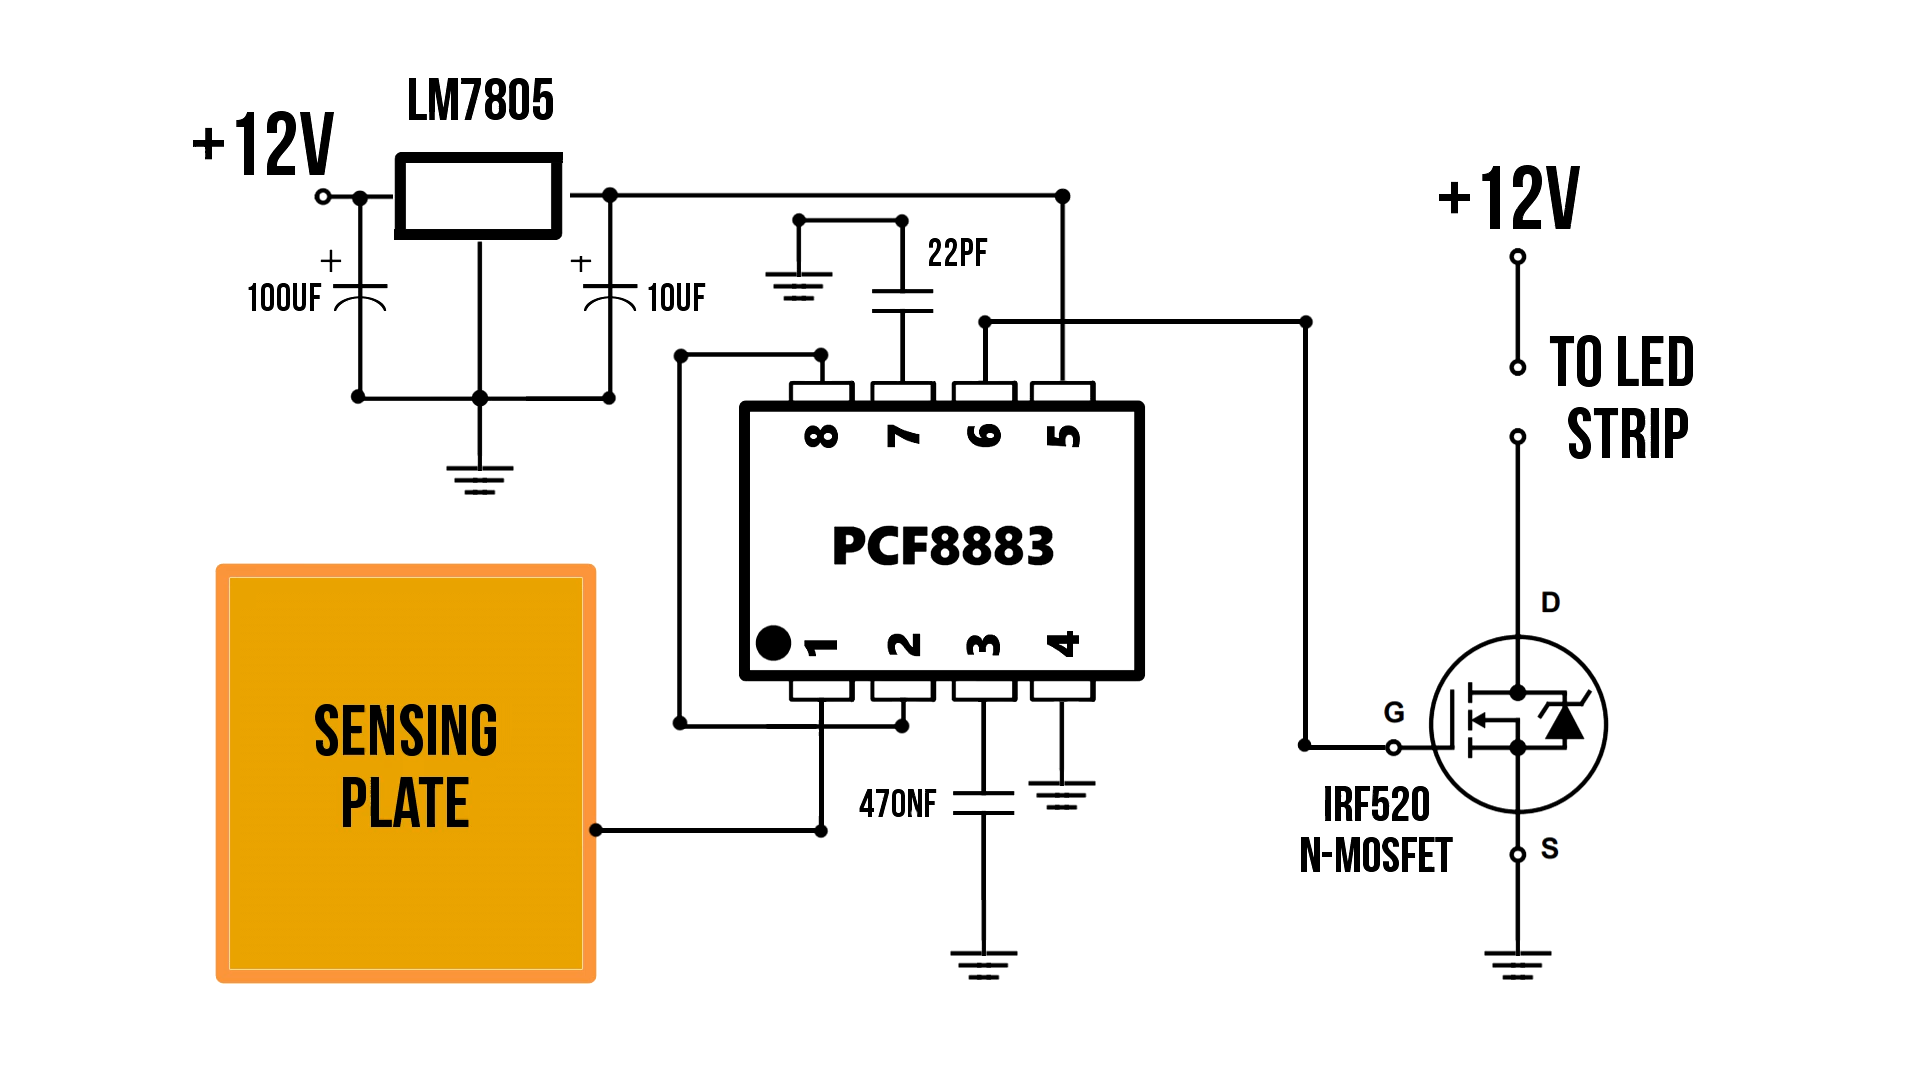 LM7805
+12V
+
100UF
+
10UF
22PF
+12V
TO LED
STRIP
8
7
6
5
PCF8883
1
2
3
4
SENSING
PLATE
470NF
D
G
S
IRF520
N-MOSFET